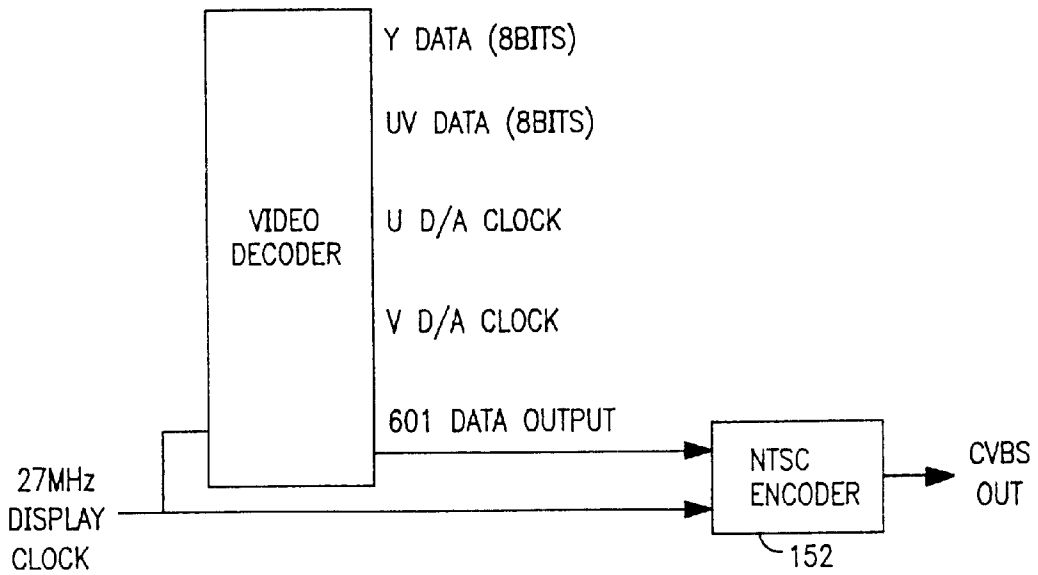 Y DATA (8BITS)
UV DATA (8BITS)
VIDEO
DECODER
U D/A CLOCK
V D/A CLOCK
601 DATA OUTPUT
27MHz
DISPLAY
CLOCK
NTSC
ENCODER
CVBS
OUT
152